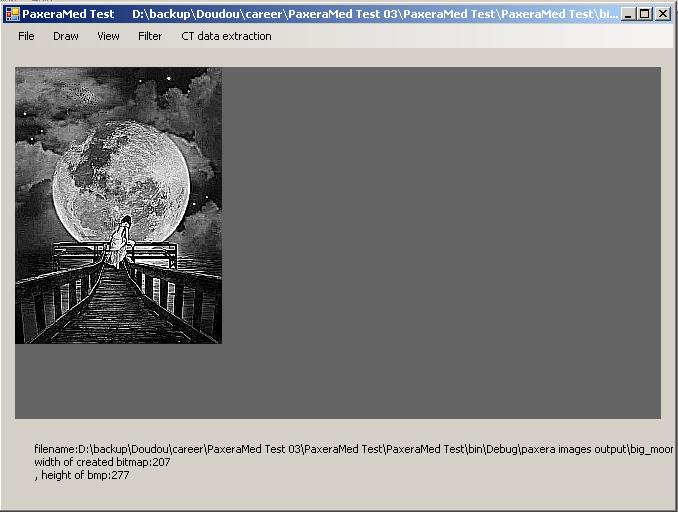 PaxeraMed Test D:\backup\Doudou\career\PaxeraMed Test 03\PaxeraMed Test\PaxeraMed Test\bi...
File Draw View Filter CT data extraction
filename:D:\backup\Doudou\career\PaxeraMed Test 03\PaxeraMed Test\PaxeraMed Test\bin\Debug\paxera images output\big_moon
width of created bitmap:207
, height of bmp:277